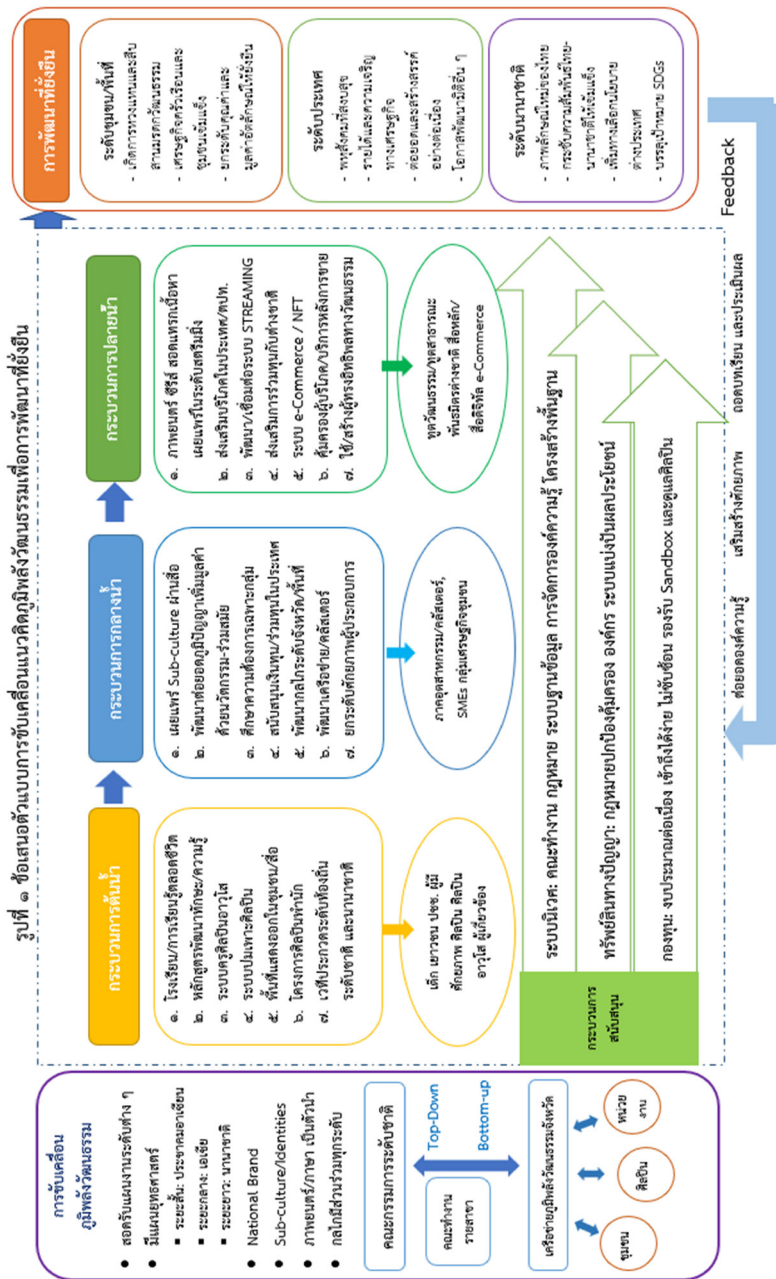 รูปที่ ๑ ข้อเสนอตัวแบบการขับเคลื่อนแนวคิดภูมิพลังวัฒนธรรมเพื่อการพัฒนาที่ยั่งยืน
การขับเคลื่อน
ภูมิพลังวัฒนธรรม
● สอดรับแผนงานระดับต่าง ๆ
● มีแผนยุทธศาสตร์
▪ ระยะสั้น: ประชาคมอาเซียน
▪ ระยะกลาง: เอเชีย
▪ ระยะยาว: นานาชาติ
● National Brand
● Sub-culture/Identities
● ภาพยนตร์/ภาษา เป็นตัวนำ
● กลไกมีส่วนร่วมทุกระดับ
คณะกรรมการระดับชาติ
คณะทำงาน
รายสาขา
Top-Down
Bottom-up
เครือข่ายภูมิพลังวัฒนธรรมจังหวัด
ชุมชน
ศิลปิน
หน่วย
งาน
กระบวนการต้นน้ำ
๑. โรงเรียน/การเรียนรู้ตลอดชีวิต
๒. หลักสูตรพัฒนาทักษะ/ความรู้
๓. ระบบครูศิลปินอาวุโส
๔. ระบบบ่มเพาะศิลปิน
๕. พื้นที่แสดงออกในชุมชน/สื่อ
๖. โครงการศิลปินพำนัก
๗. เวทีประกวดระดับท้องถิ่น
ระดับชาติ และนานาชาติ
เด็ก เยาวชน ปชช. ผู้มี
ศักยภาพ ศิลปิน ศิลปิน
อาวุโส ผู้เกี่ยวข้อง
กระบวนการกลางน้ำ
๑. เผยแพร่ Sub-culture ผ่านสื่อ
๒. พัฒนาต่อยอดภูมิปัญญาเพิ่มมูลค่า
ด้วยนวัตกรรม-ร่วมสมัย
๓. ศึกษาความต้องการเฉพาะกลุ่ม
๔. สนับสนุนเงินทุน/ร่วมทุนในประเทศ
๕. พัฒนากลไกระดับจังหวัด/พื้นที่
๖. พัฒนาเครือข่าย/คลัสเตอร์
๗. ยกระดับศักยภาพผู้ประกอบการ
ภาคอุตสาหกรรม/คลัสเตอร์,
SMEs กลุ่มเศรษฐกิจชุมชน
กระบวนการปลายน้ำ
๑. ภาพยนตร์ ซีรีส์ สอดแทรกเนื้อหา
เผยแพร่ในระดับสตรีมมิ่ง
๒. ส่งเสริมบริโภคในประเทศ/ตปท.
๓. พัฒนา/เชื่อมต่อระบบ STREAMING
๔. ส่งเสริมการร่วมทุนกับต่างชาติ
๕. ระบบ e-Commerce / NFT
๖. คุ้มครองผู้บริโภค/บริการหลังการขาย
๗. ใช้/สร้างผู้ทรงอิทธิพลทางวัฒนธรรม
ทูตวัฒนธรรม/ทูตสาธารณะ
พันธมิตรต่างชาติ สื่อหลัก/
สื่อดิจิทัล e-Commerce
กระบวนการ
สนับสนุน
ระบบนิเวศ: คณะทำงาน กฎหมาย ระบบฐานข้อมูล การจัดการองค์ความรู้ โครงสร้างพื้นฐาน
ทรัพย์สินทางปัญญา: กฎหมายปกป้องคุ้มครอง องค์กร ระบบแบ่งปันผลประโยชน์
กองทุน: งบประมาณต่อเนื่อง เข้าถึงได้ง่าย ไม่ซับซ้อน รองรับ Sandbox และดูแลศิลปิน
การพัฒนาที่ยั่งยืน
ระดับชุมชน/พื้นที่
- เกิดการหวงแหนและสืบ
สานมรดกวัฒนธรรม
- เศรษฐกิจครัวเรือนและ
ชุมชนเข้มแข็ง
- ยกระดับคุณค่าและ
มูลค่าอัตลักษณ์ให้ยั่งยืน
ระดับประเทศ
- พหุสังคมที่สงบสุข
- รายได้และความเจริญ
ทางเศรษฐกิจ
- ต่อยอดและสร้างสรรค์
อย่างต่อเนื่อง
- โอกาสพัฒนามิติอื่น ๆ
ระดับนานาชาติ
- ภาพลักษณ์ใหม่ของไทย
- กระชับความสัมพันธ์ไทย-
นานาชาติให้เข้มแข็ง
- เพิ่มทางเลือกนโยบาย
ต่างประเทศ
- บรรลุเป้าหมาย SDGs
ต่อยอดองค์ความรู้ เสริมสร้างศักยภาพ ถอดบทเรียน และประเมินผล
Feedback